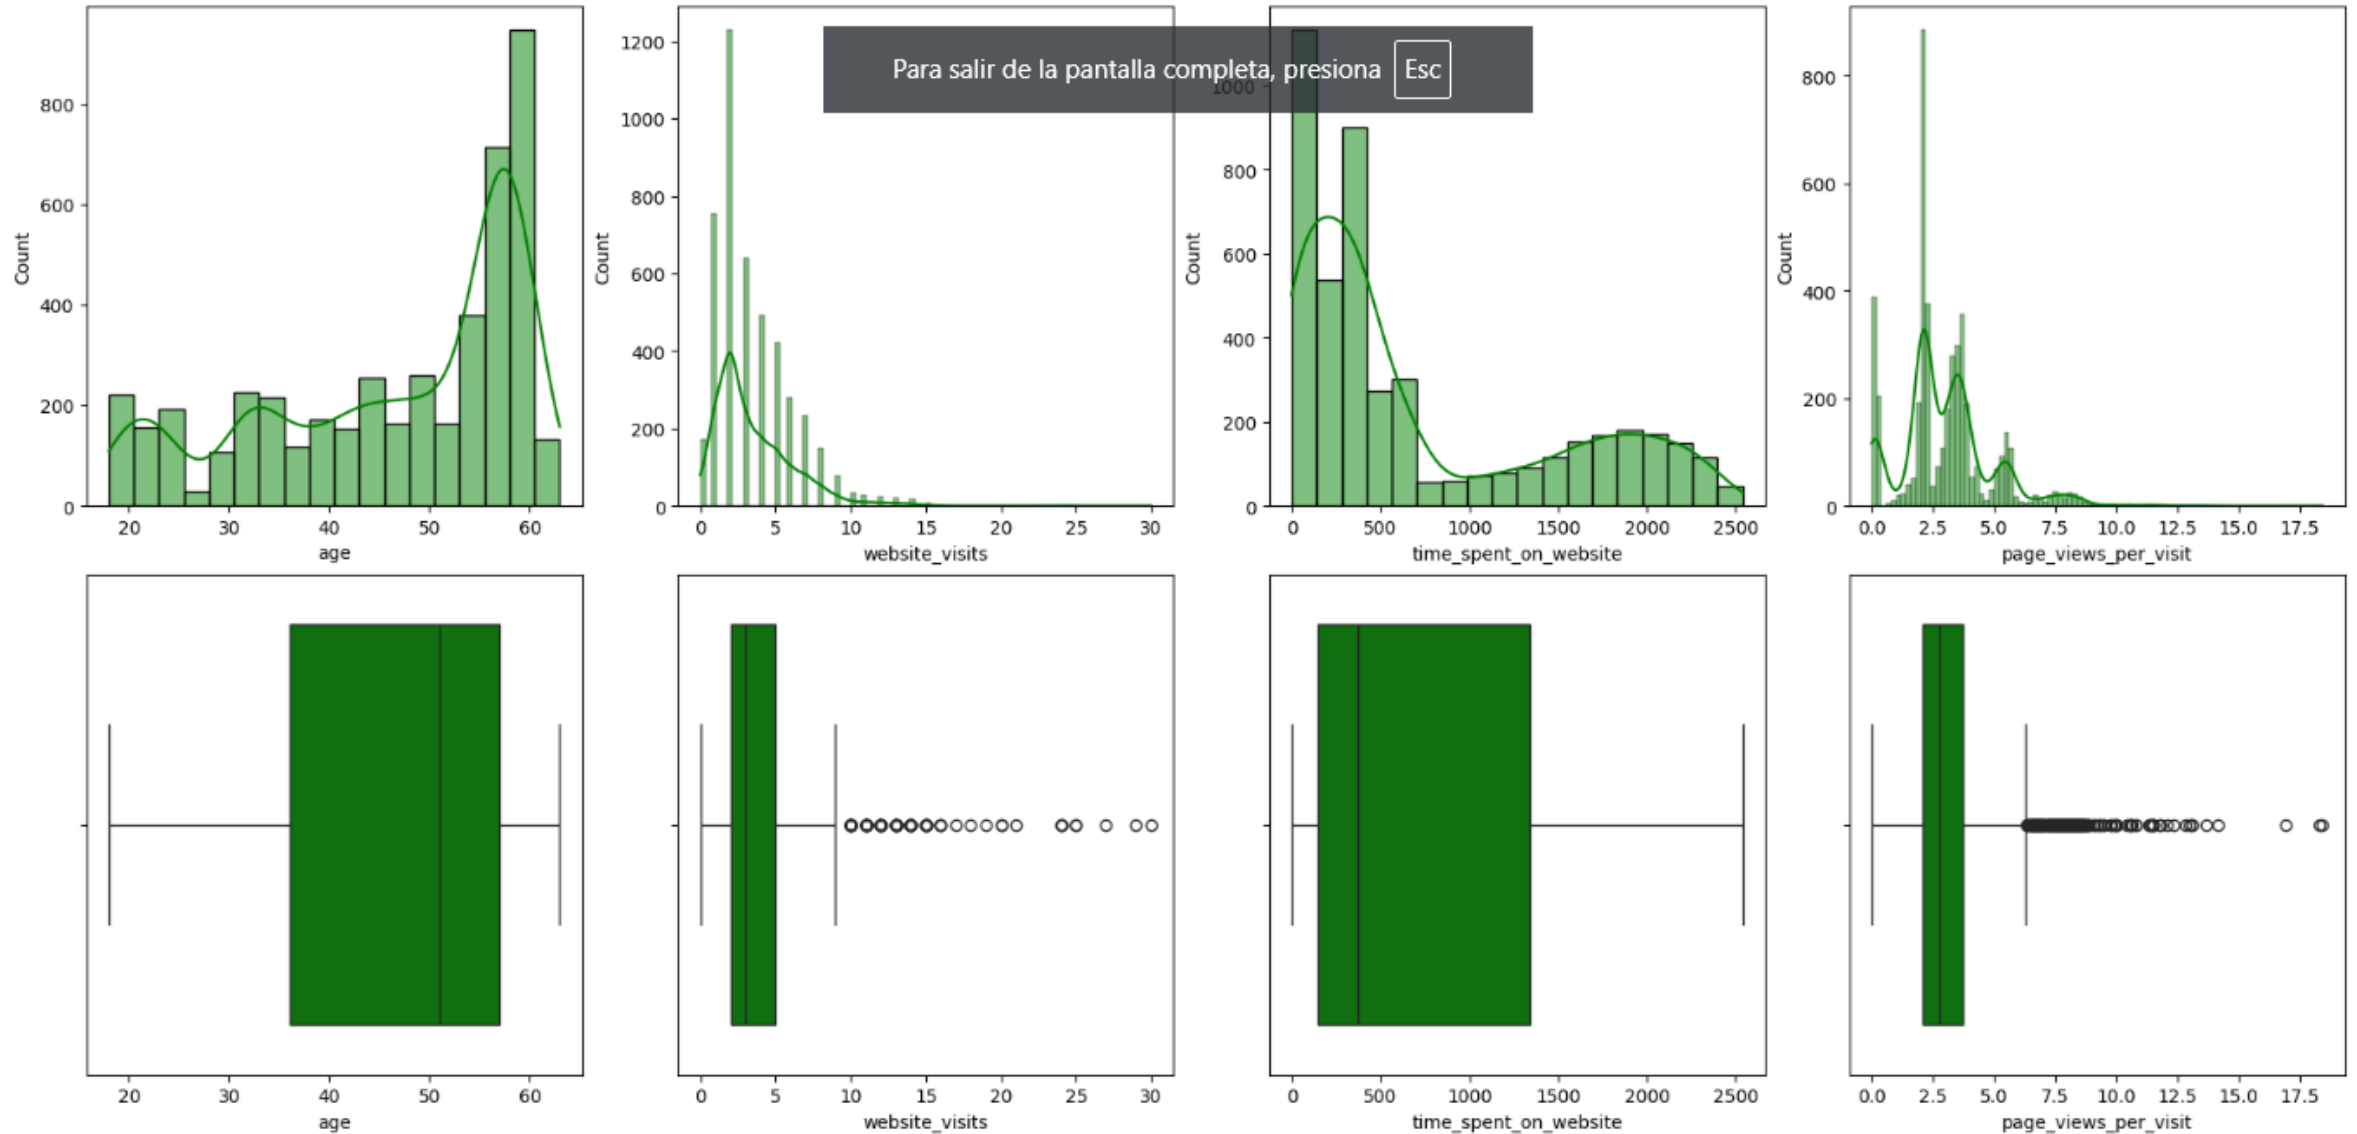 Para salir de la pantalla completa, presiona Esc
Count
800
600
400
200
0
20 30 40 50 60
age
Count
1200
1000
800
600
400
200
0
0 5 10 15 20 25 30
website_visits
Count
1000
800
600
400
200
0
0 500 1000 1500 2000 2500
time_spent_on_website
Count
800
600
400
200
0
0.0 2.5 5.0 7.5 10.0 12.5 15.0 17.5
page_views_per_visit
20 30 40 50 60
age
0 5 10 15 20 25 30
website_visits
0 500 1000 1500 2000 2500
time_spent_on_website
0.0 2.5 5.0 7.5 10.0 12.5 15.0 17.5
page_views_per_visit